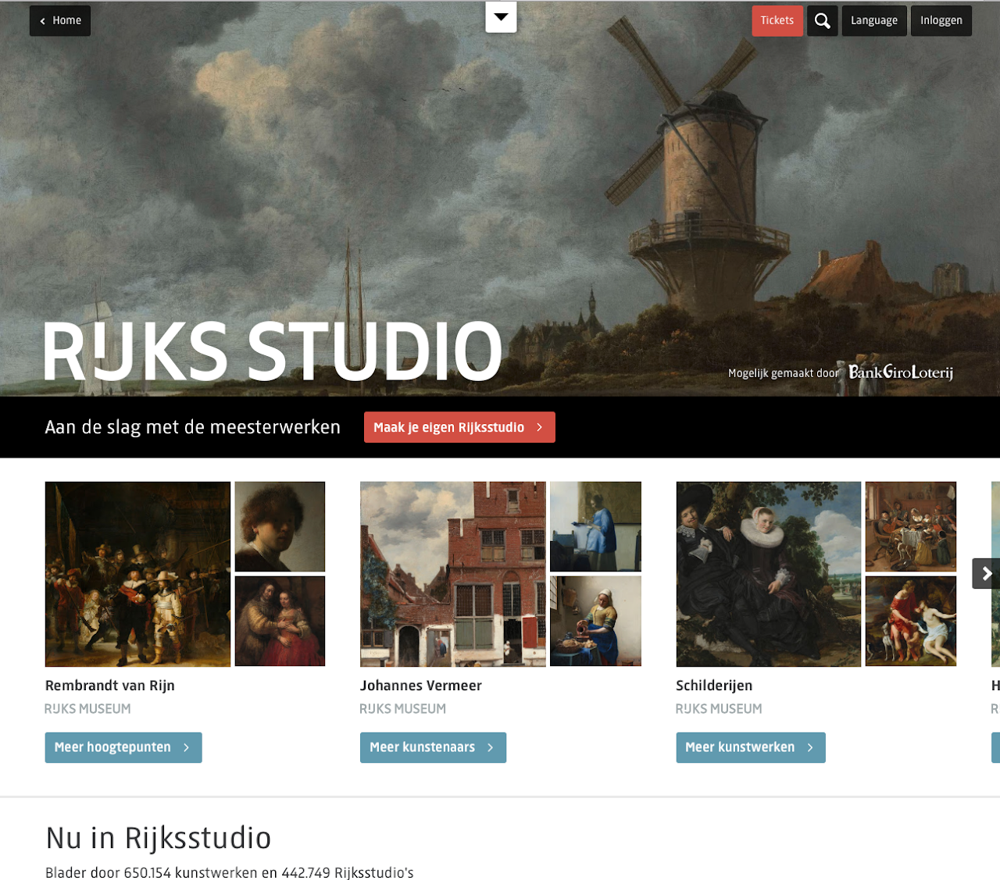 Home
Tickets
Language
Inloggen
RIJKS STUDIO
Mogelijk gemaakt door BankGiroLoterij
Aan de slag met de meesterwerken
Maak je eigen Rijksstudio
Rembrandt van Rijn
RIJKS MUSEUM
Meer hoogtepunten
Johannes Vermeer
RIJKS MUSEUM
Meer kunstenaars
Schilderijen
RIJKS MUSEUM
Meer kunstwerken
H
R
Nu in Rijksstudio
Blader door 650.154 kunstwerken en 442.749 Rijksstudio's